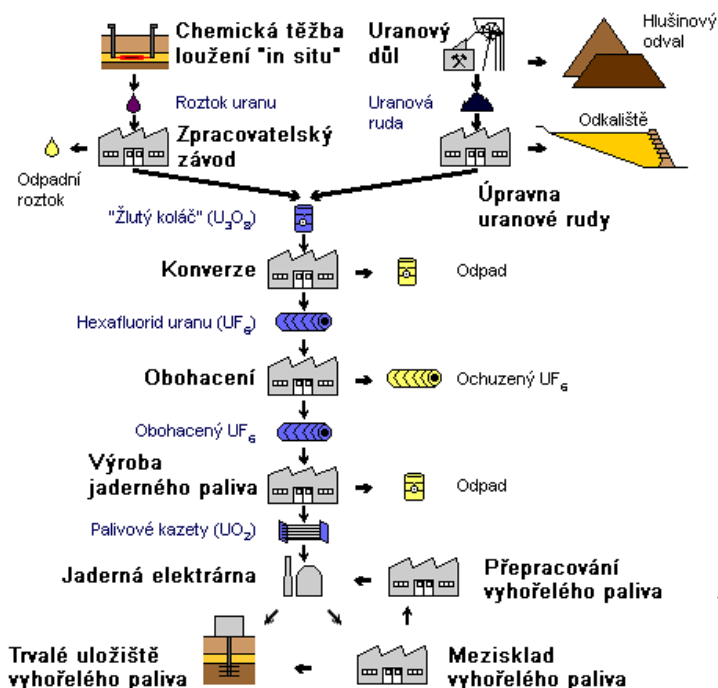 Chemická těžba
loužení "in situ"
Uranový
důl
Hlušinový
odval
Roztok uranu
Uranová
ruda
Zpracovatelský
závod
Odkaliště
Odpadní
roztok
Úpravna
uranové rudy
"Žlutý koláč" (U₃O₈)
Konverze
Odpad
Hexafluorid uranu (UF₆)
Obohacení
Ochuzený UF₆
Obohacený UF₆
Výroba
jaderného paliva
Odpad
Palivové kazety (UO₂)
Jaderná elektrárna
Přepracování
vyhořelého paliva
Trvalé uložiště
vyhořelého paliva
Mezisklad
vyhořelého paliva